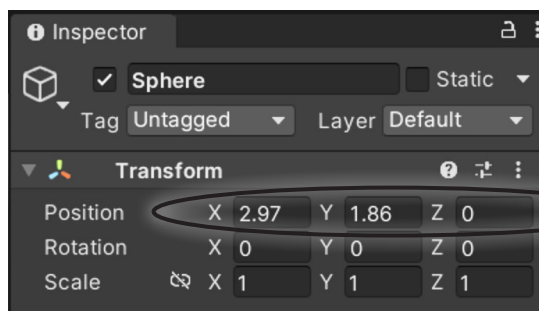 Inspector
Sphere Static
Tag Untagged Layer Default
Transform
Position X 2.97 Y 1.86 Z 0
Rotation X 0 Y 0 Z 0
Scale X 1 Y 1 Z 1